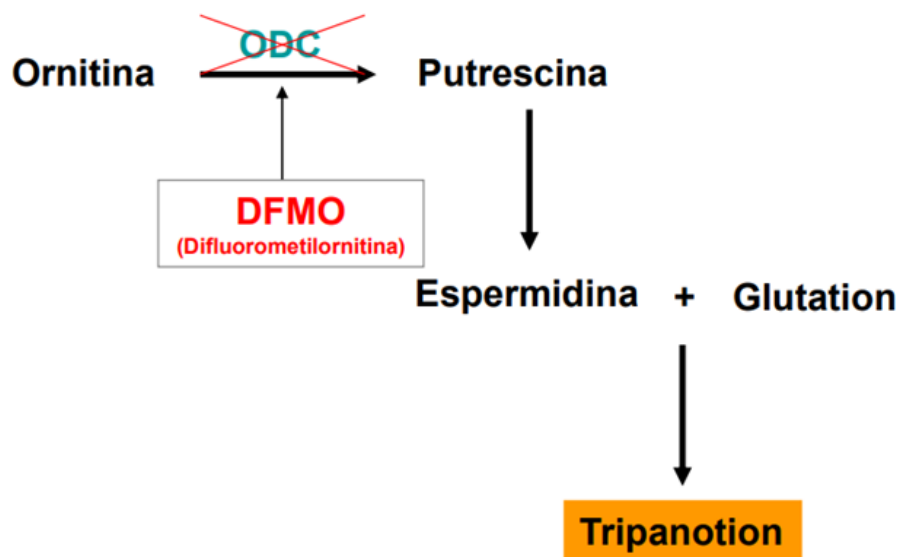 ODC
Ornitina
Putrescina
DFMO
(Difluorometilornitina)
Espermidina + Glutation
Tripanotion